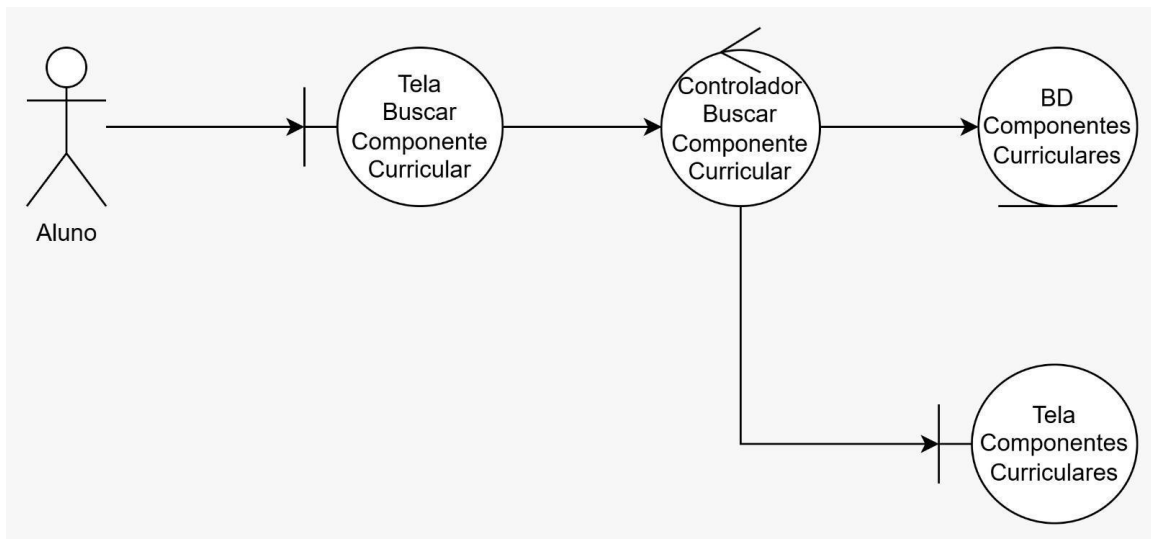 Aluno
Tela
Buscar
Componente
Curricular
Controlador
Buscar
Componente
Curricular
BD
Componentes
Curriculares
Tela
Componentes
Curriculares